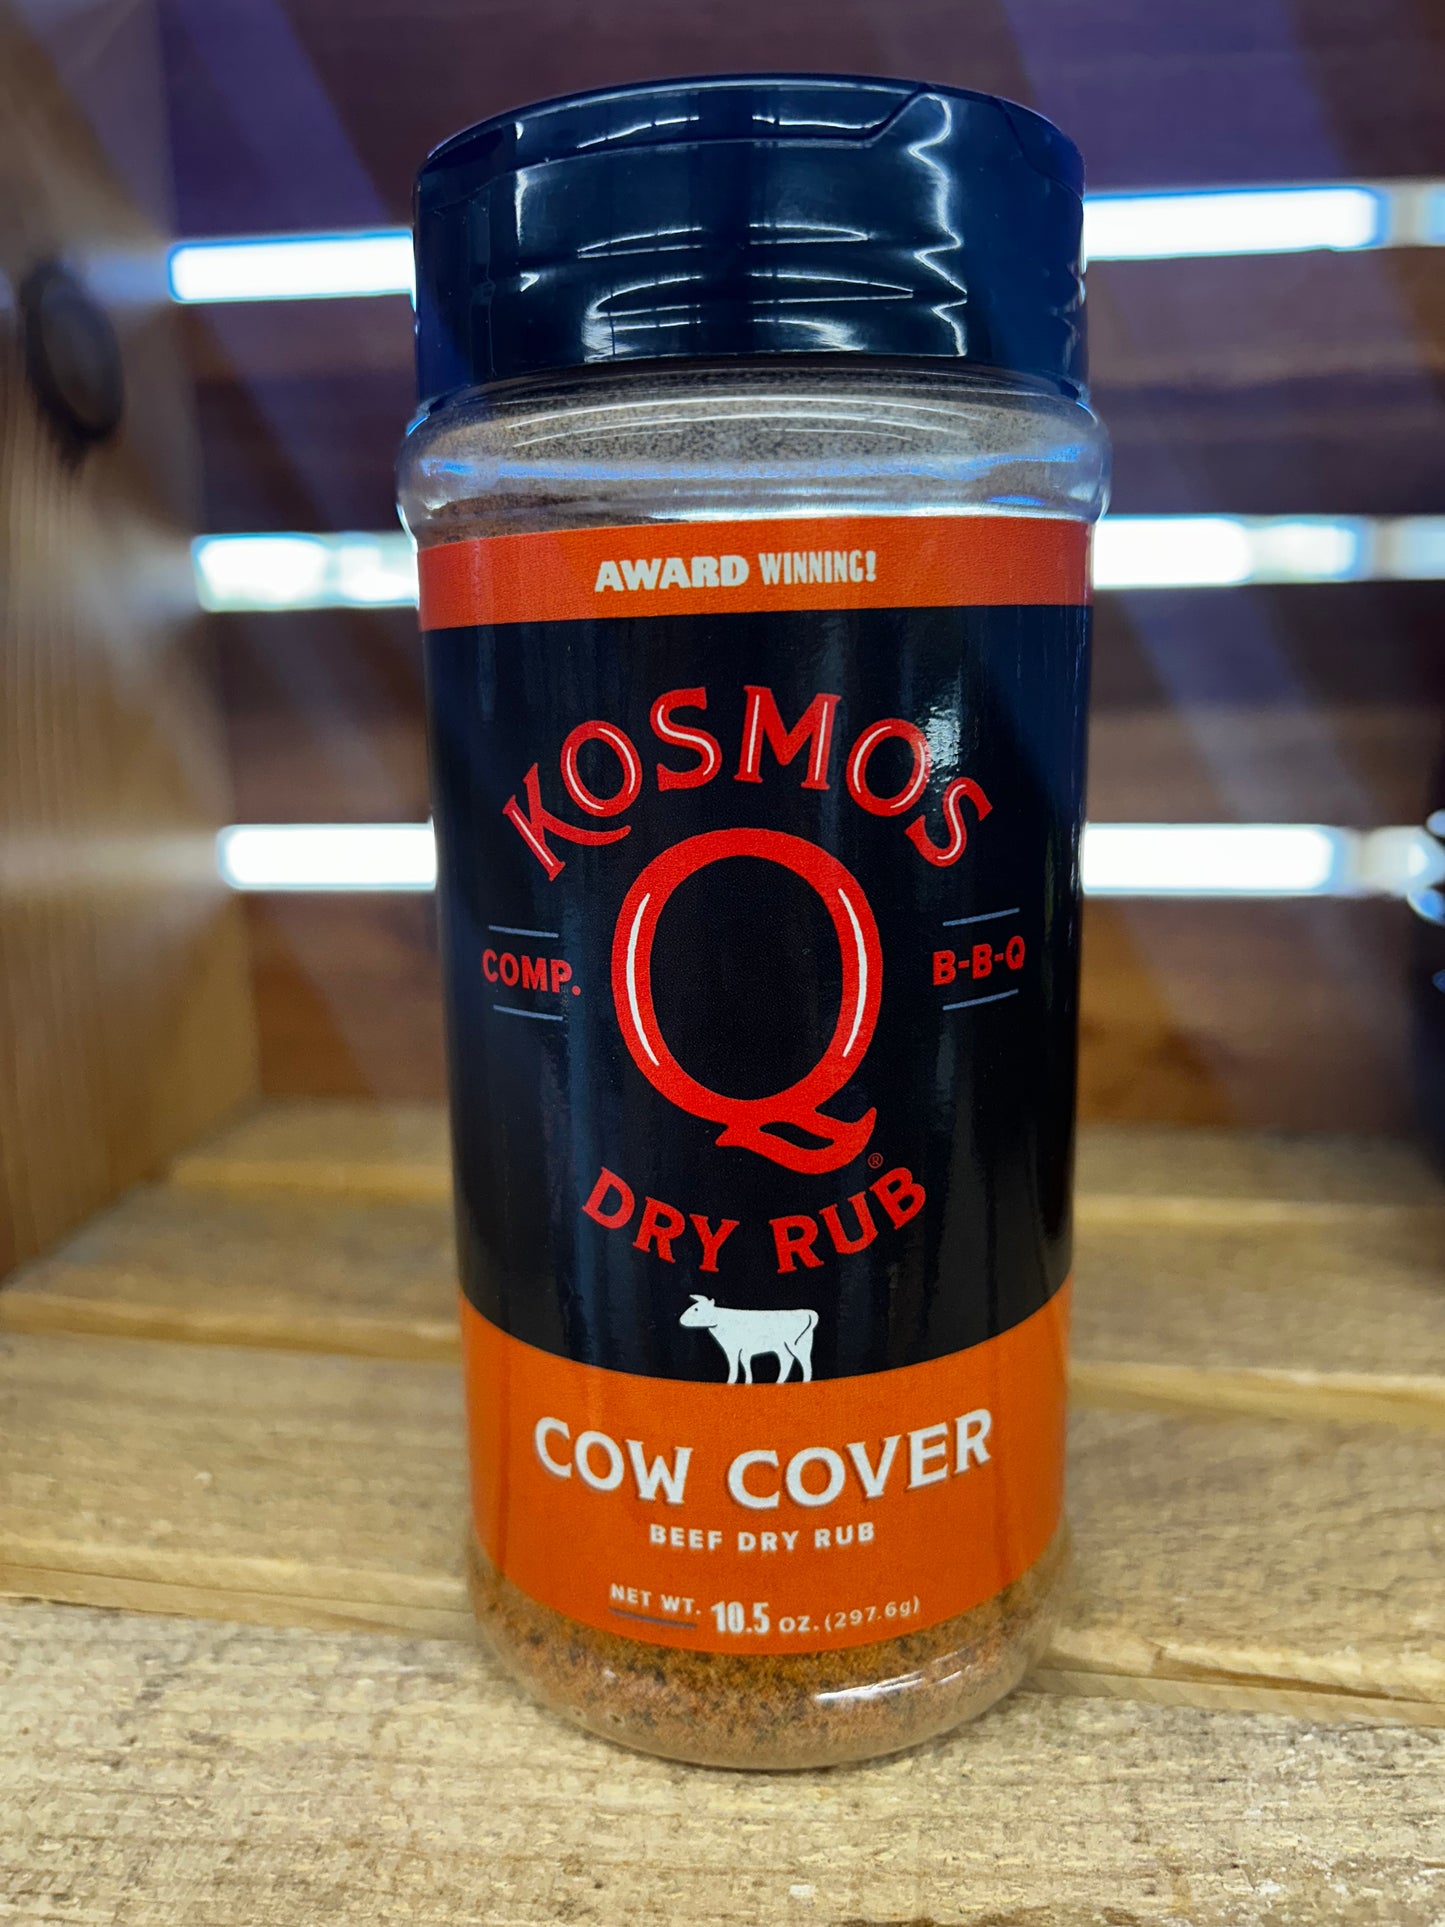 AWARD WINNING!
KOSMOS
Q
COMP.
B-B-Q
DRY RUB®
COW COVER
BEEF DRY RUB
NET WT. 10.5 OZ. (297.6g)